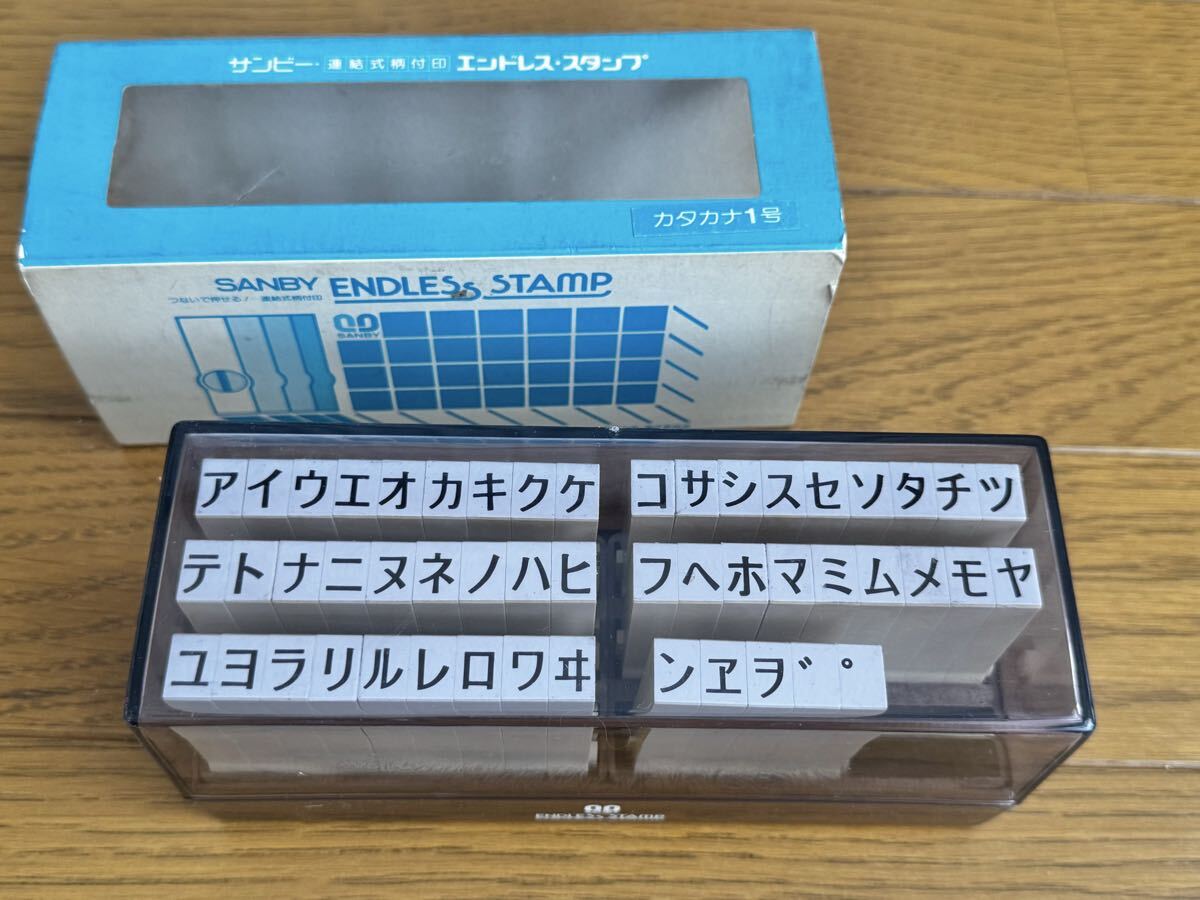 サンビー・連結式柄付印 エンドレス・スタンプ
カタカナ1号
SANBY ENDLESS STAMP
つないで押せる!連結式柄付印
SANBY
アイウエオカキクケ コサシスセソタチツ
テトナニヌネノハヒ フヘホマミムメモヤ
ユヨラリルレロワヰ ンヱヲ゛゜
ENDLESS STAMP